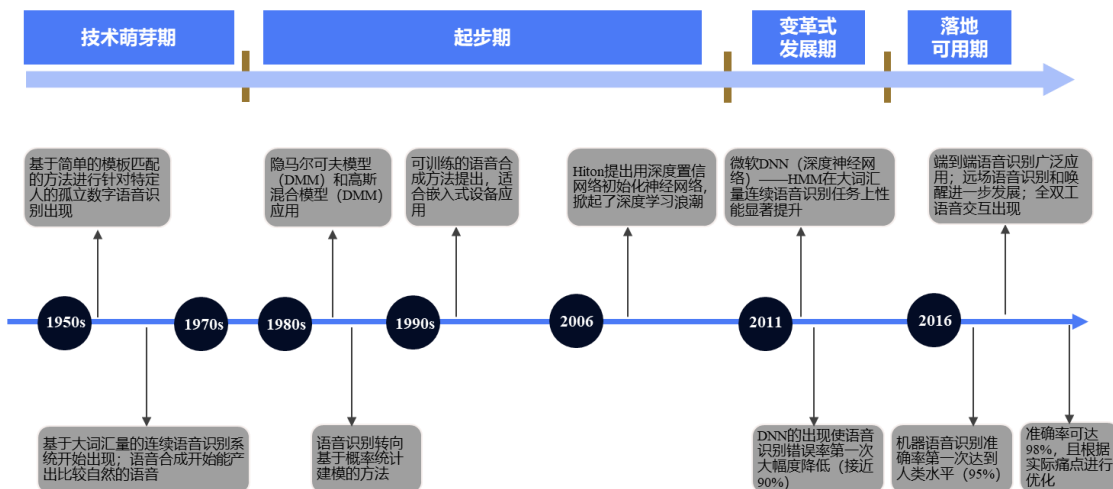 技术萌芽期
起步期
变革式
发展期
落地
可用期
基于简单的模板匹配
的方法进行针对特定
人的孤立数字语音识
别出现
隐马尔可夫模型
（DMM）和高斯
混合模型（DMM）
应用
可训练的语音合
成方法提出，适
合嵌入式设备应
用
Hiton提出用深度置信
网络初始化神经网络，
掀起了深度学习浪潮
微软DNN（深度神经网
络）——HMM在大词汇
量连续语音识别任务上性
能显著提升
端到端语音识别广泛应
用；远场语音识别和唤
醒进一步发展；全双工
语音交互出现
1950s
1970s
1980s
1990s
2006
2011
2016
基于大词汇量的连续语音识别系
统开始出现；语音合成开始能产
出比较自然的语音
语音识别转向
基于概率统计
建模的方法
DNN的出现使语音
识别错误率第一次
大幅度降低（接近
90%）
机器语音识别准
确率第一次达到
人类水平（95%）
准确率可达
98%，且根据
实际痛点进行
优化